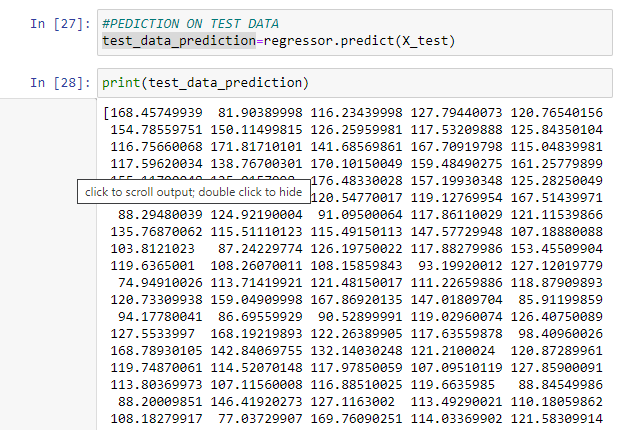 In [27]: #PEDICTION ON TEST DATA
test_data_prediction=regressor.predict(X_test)
In [28]: print(test_data_prediction)
[168.45749939 81.90389998 116.23439998 127.79440073 120.76540156
154.78559751 150.11499815 126.25959981 117.53209888 125.84350104
116.75660068 171.81710101 141.68569861 167.70919798 115.04839981
117.59620034 138.76700301 170.10150049 159.48490275 161.25779899
176.48330028 157.19930348 125.28250049
click to scroll output; double click to hide
120.54770017 119.12769954 167.51439971
88.29480039 124.92190004 91.09500064 117.86110029 121.11539866
135.76870062 115.51110123 115.49150113 147.57729948 107.18880088
103.8121023 87.24229774 126.19750022 117.88279986 153.45509904
119.6365001 108.26070011 108.15859843 93.19920012 127.12019779
74.94910026 113.71419921 121.48150017 111.22659886 118.87909893
120.73309938 159.04909998 167.86920135 147.01809704 85.91199859
94.17780041 86.69559929 90.52899991 119.02960074 126.40750089
127.5533997 168.19219893 122.26389905 117.63559878 98.40960026
168.78930105 142.84069755 132.14030248 121.2100024 120.87289961
119.74870061 114.52070148 117.97850059 107.09510119 127.85900091
113.80369973 107.11560008 116.88510025 119.6635985 88.84549986
88.20009851 146.41920273 127.1163002 113.49290021 110.18059862
108.18279917 77.03729907 169.76090251 114.03369902 121.58309914